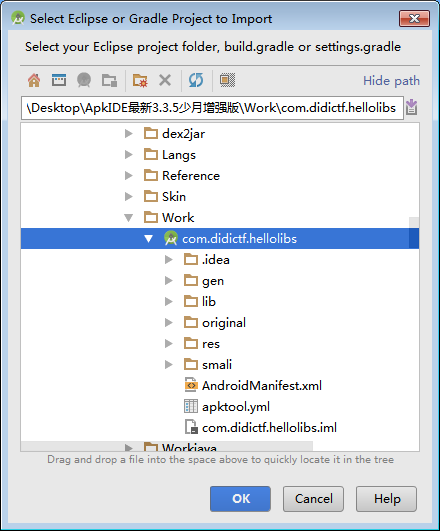 Select Eclipse or Gradle Project to Import
Select your Eclipse project folder, build.gradle or settings.gradle
Hide path
\Desktop\ApkIDE最新3.3.5少月增强版\Work\com.didictf.hellolibs
dex2jar
Langs
Reference
Skin
Work
com.didictf.hellolibs
.idea
gen
lib
original
res
smali
AndroidManifest.xml
apktool.yml
com.didictf.hellolibs.iml
Workjava
Drag and drop a file into the space above to quickly locate it in the tree
OK
Cancel
Help